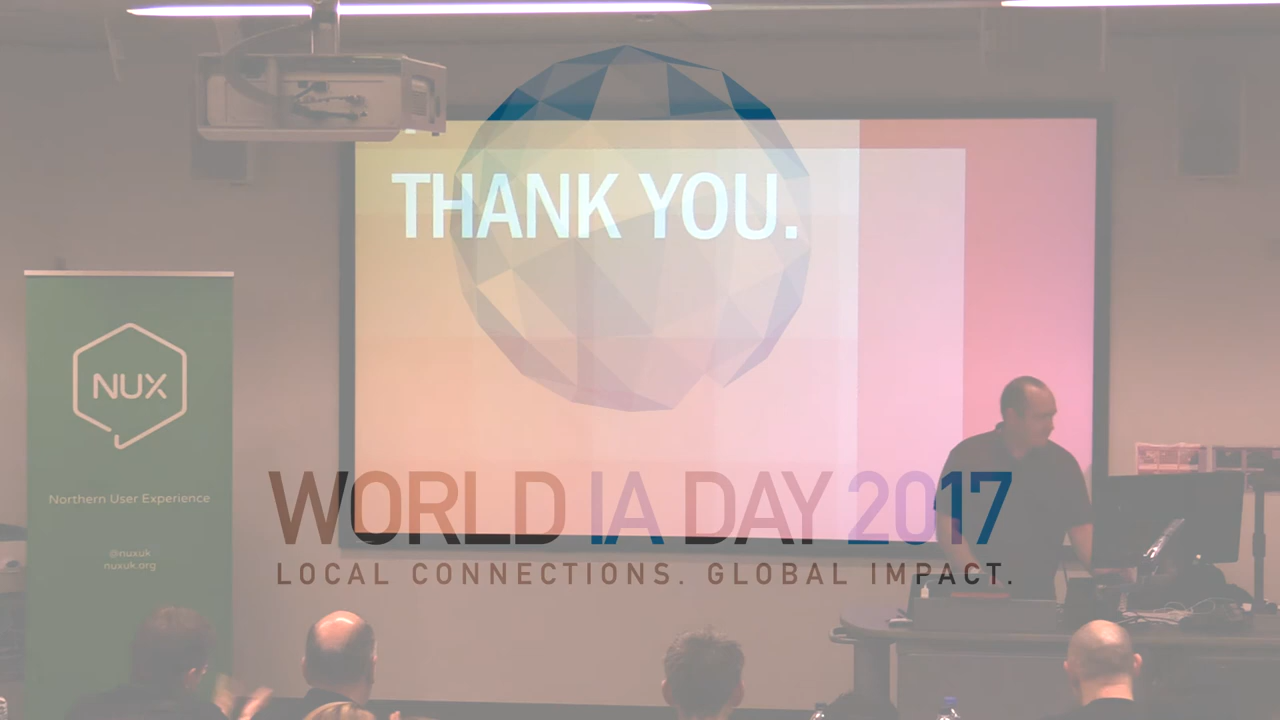 THANK YOU.
NUX
Northern User Experience
@nuxuk
nuxuk.org
WORLD IA DAY 2017
LOCAL CONNECTIONS. GLOBAL IMPACT.